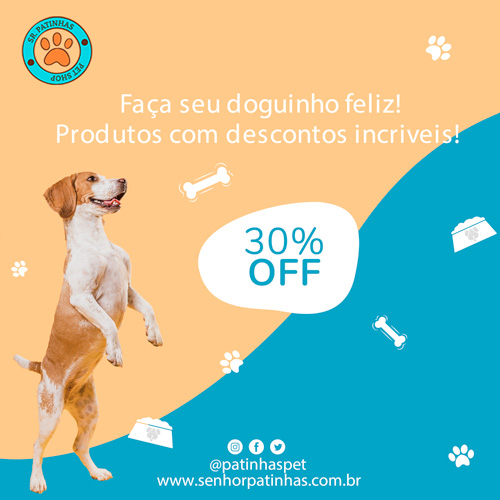 SR. PATINHAS
PET SHOP
Faça seu doguinho feliz!
Produtos com descontos incriveis!
30%
OFF
@patinhaspet
www.senhorpatinhas.com.br